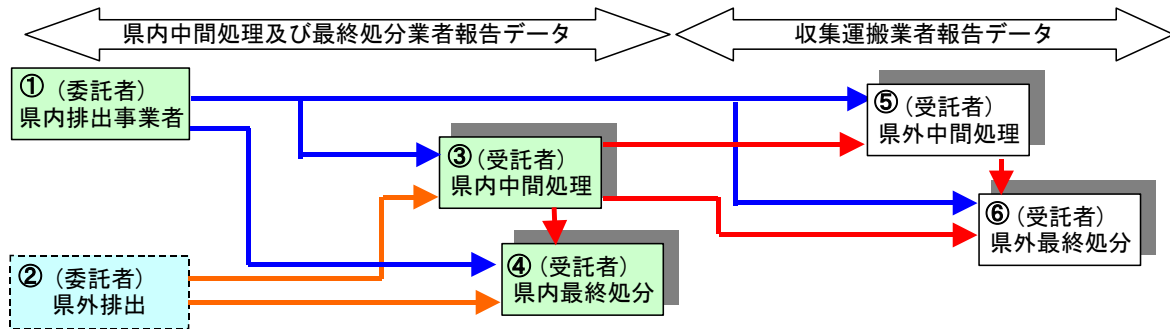 県内中間処理及び最終処分業者報告データ
収集運搬業者報告データ
① (委託者)
県内排出事業者
⑤ (受託者)
県外中間処理
③ (受託者)
県内中間処理
⑥ (受託者)
県外最終処分
② (委託者)
県外排出
④ (受託者)
県内最終処分